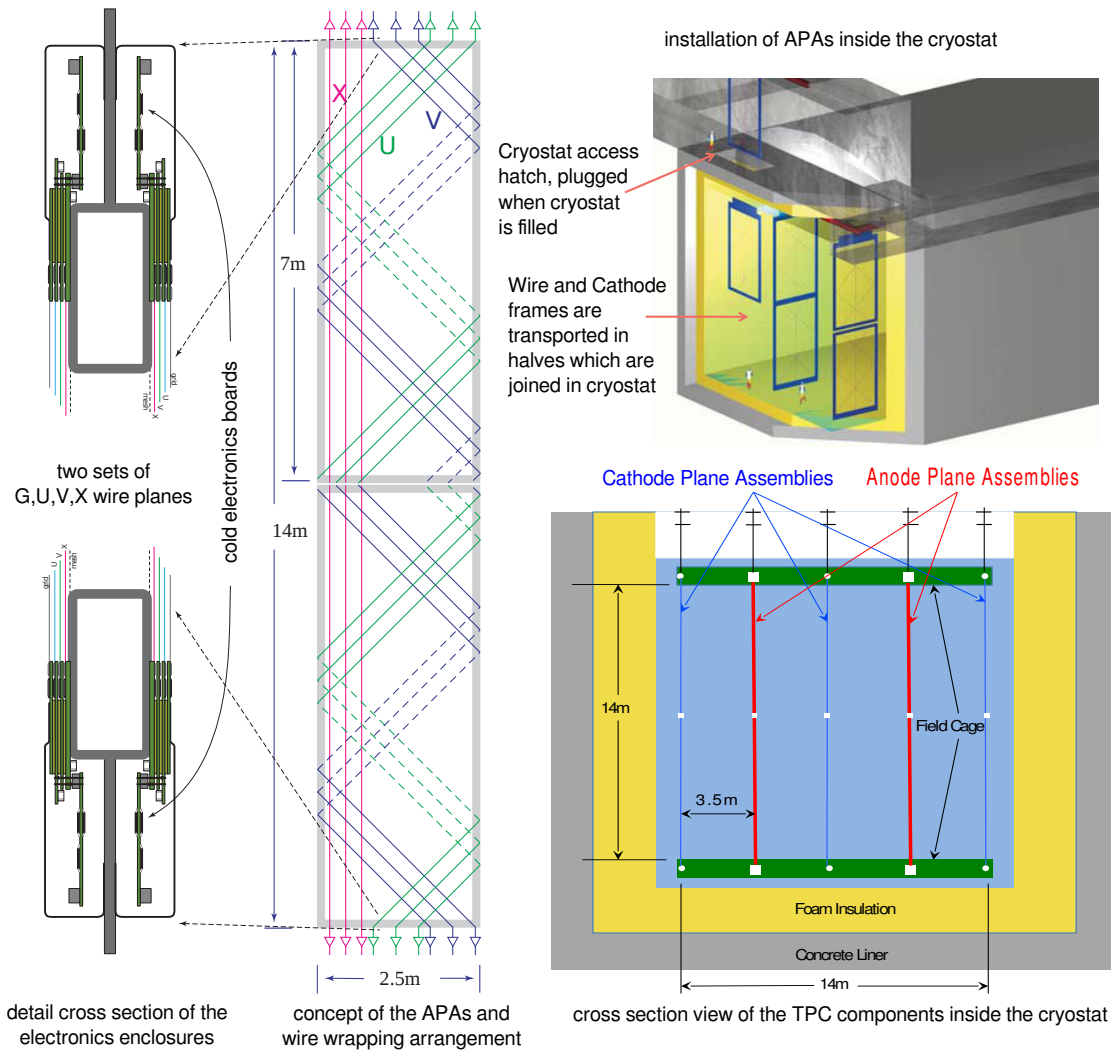 installation of APAs inside the cryostat
Cryostat access
hatch, plugged
when cryostat
is filled
Wire and Cathode
frames are
transported in
halves which are
joined in cryostat
X
V
U
7m
14m
2.5m
cold electronics boards
grid
U
V
X
mesh
two sets of
G,U,V,X wire planes
grid
U
V
X
mesh
detail cross section of the
electronics enclosures
concept of the APAs and
wire wrapping arrangement
Cathode Plane Assemblies
Anode Plane Assemblies
14m
Field Cage
3.5m
Foam Insulation
Concrete Liner
14m
cross section view of the TPC components inside the cryostat